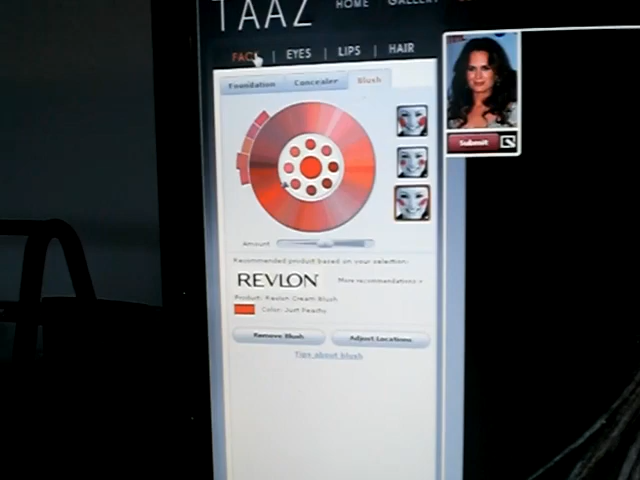 TAAZ
HOME GALLERY
FACE | EYES | LIPS | HAIR
Foundation Concealer Blush
Submit
Amount
Recommended product based on your selection:
REVLON More recommendations »
Product: Revlon Cream Blush
Color: Just Peachy
Remove Blush Adjust Locations
Tips about blush